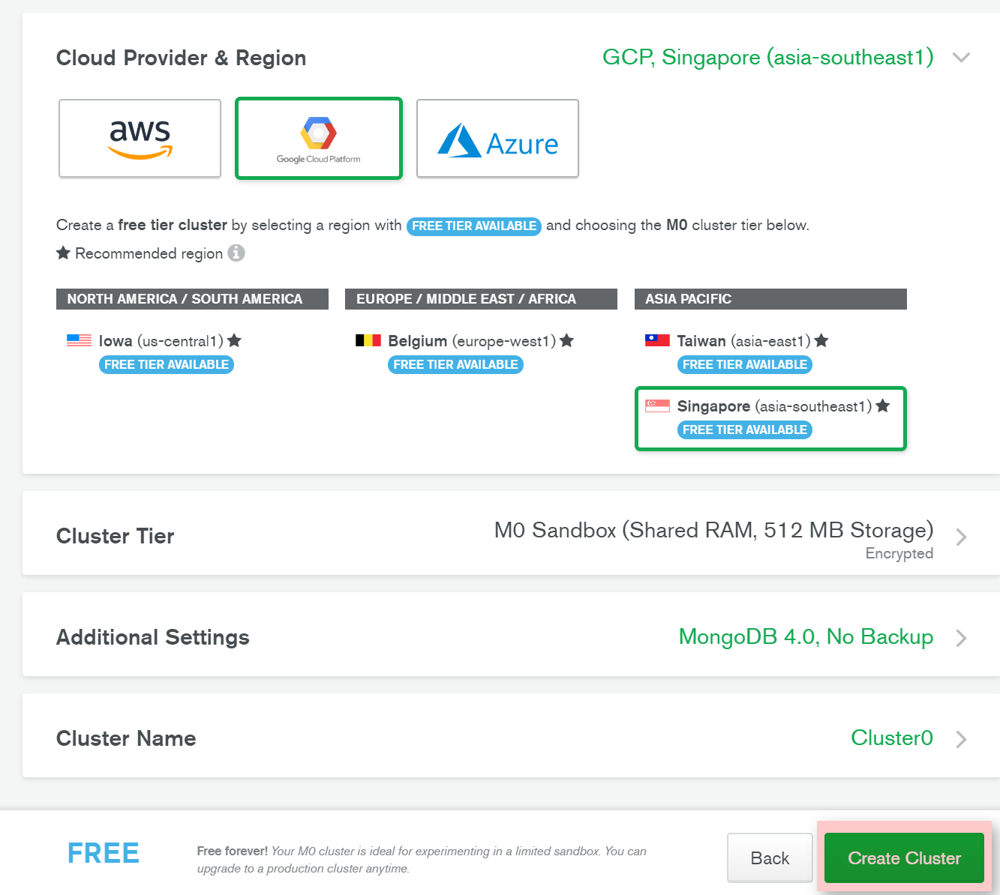 Cloud Provider & Region
GCP, Singapore (asia-southeast1)
aws
Google Cloud Platform
Azure
Create a free tier cluster by selecting a region with FREE TIER AVAILABLE and choosing the M0 cluster tier below.
★ Recommended region i
NORTH AMERICA / SOUTH AMERICA
Iowa (us-central1) ★
FREE TIER AVAILABLE
EUROPE / MIDDLE EAST / AFRICA
Belgium (europe-west1) ★
FREE TIER AVAILABLE
ASIA PACIFIC
Taiwan (asia-east1) ★
FREE TIER AVAILABLE
Singapore (asia-southeast1) ★
FREE TIER AVAILABLE
Cluster Tier
M0 Sandbox (Shared RAM, 512 MB Storage)
Encrypted
Additional Settings
MongoDB 4.0, No Backup
Cluster Name
Cluster0
FREE
Free forever! Your M0 cluster is ideal for experimenting in a limited sandbox. You can
upgrade to a production cluster anytime.
Back
Create Cluster